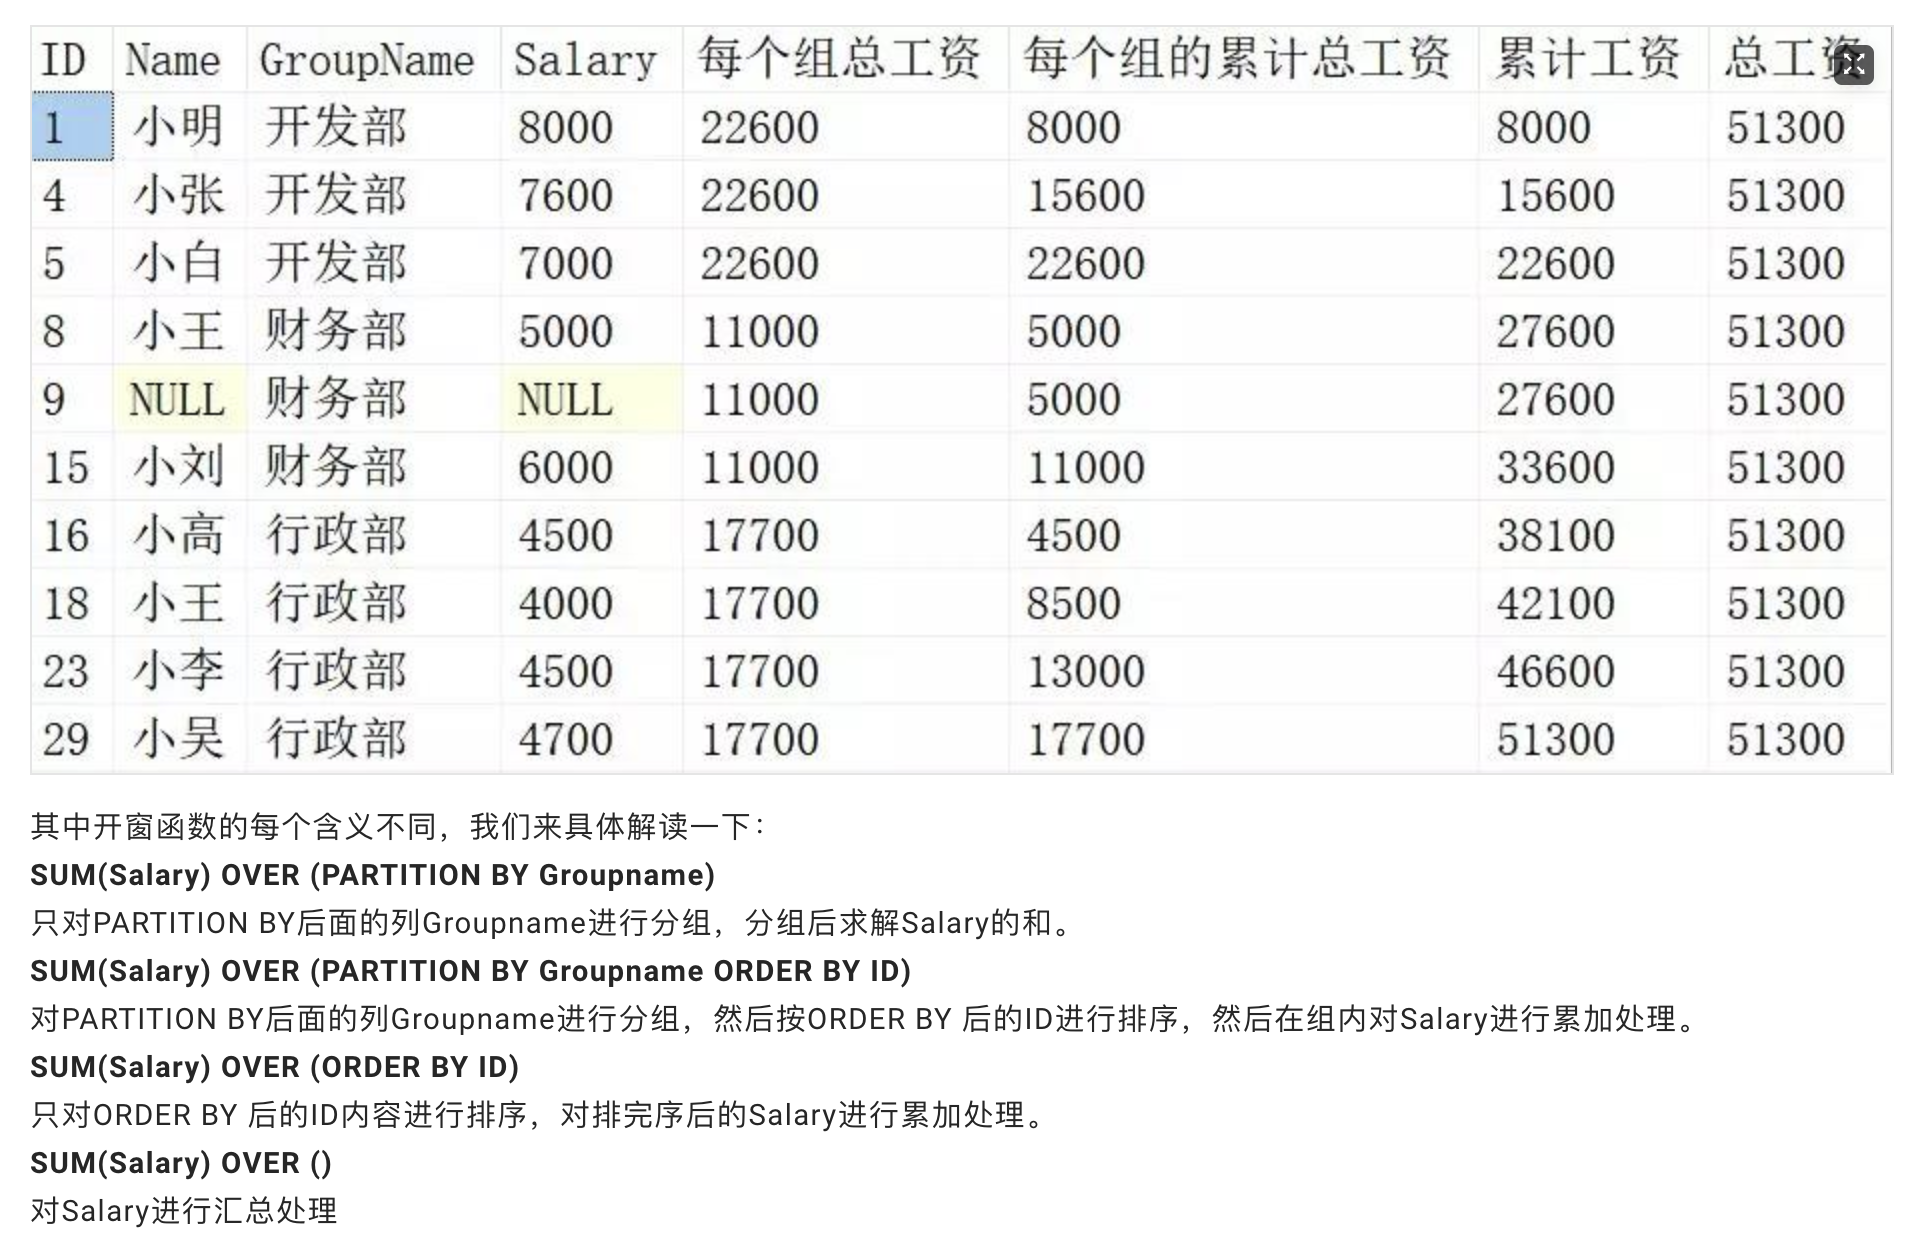 ID Name GroupName Salary 每个组总工资 每个组的累计总工资 累计工资 总工资
1 小明 开发部 8000 22600 8000 8000 51300
4 小张 开发部 7600 22600 15600 15600 51300
5 小白 开发部 7000 22600 22600 22600 51300
8 小王 财务部 5000 11000 5000 27600 51300
9 NULL 财务部 NULL 11000 5000 27600 51300
15 小刘 财务部 6000 11000 11000 33600 51300
16 小高 行政部 4500 17700 4500 38100 51300
18 小王 行政部 4000 17700 8500 42100 51300
23 小李 行政部 4500 17700 13000 46600 51300
29 小吴 行政部 4700 17700 17700 51300 51300
其中开窗函数的每个含义不同，我们来具体解读一下：
SUM(Salary) OVER (PARTITION BY Groupname)
只对PARTITION BY后面的列Groupname进行分组，分组后求解Salary的和。
SUM(Salary) OVER (PARTITION BY Groupname ORDER BY ID)
对PARTITION BY后面的列Groupname进行分组，然后按ORDER BY 后的ID进行排序，然后在组内对Salary进行累加处理。
SUM(Salary) OVER (ORDER BY ID)
只对ORDER BY 后的ID内容进行排序，对排完序后的Salary进行累加处理。
SUM(Salary) OVER ()
对Salary进行汇总处理